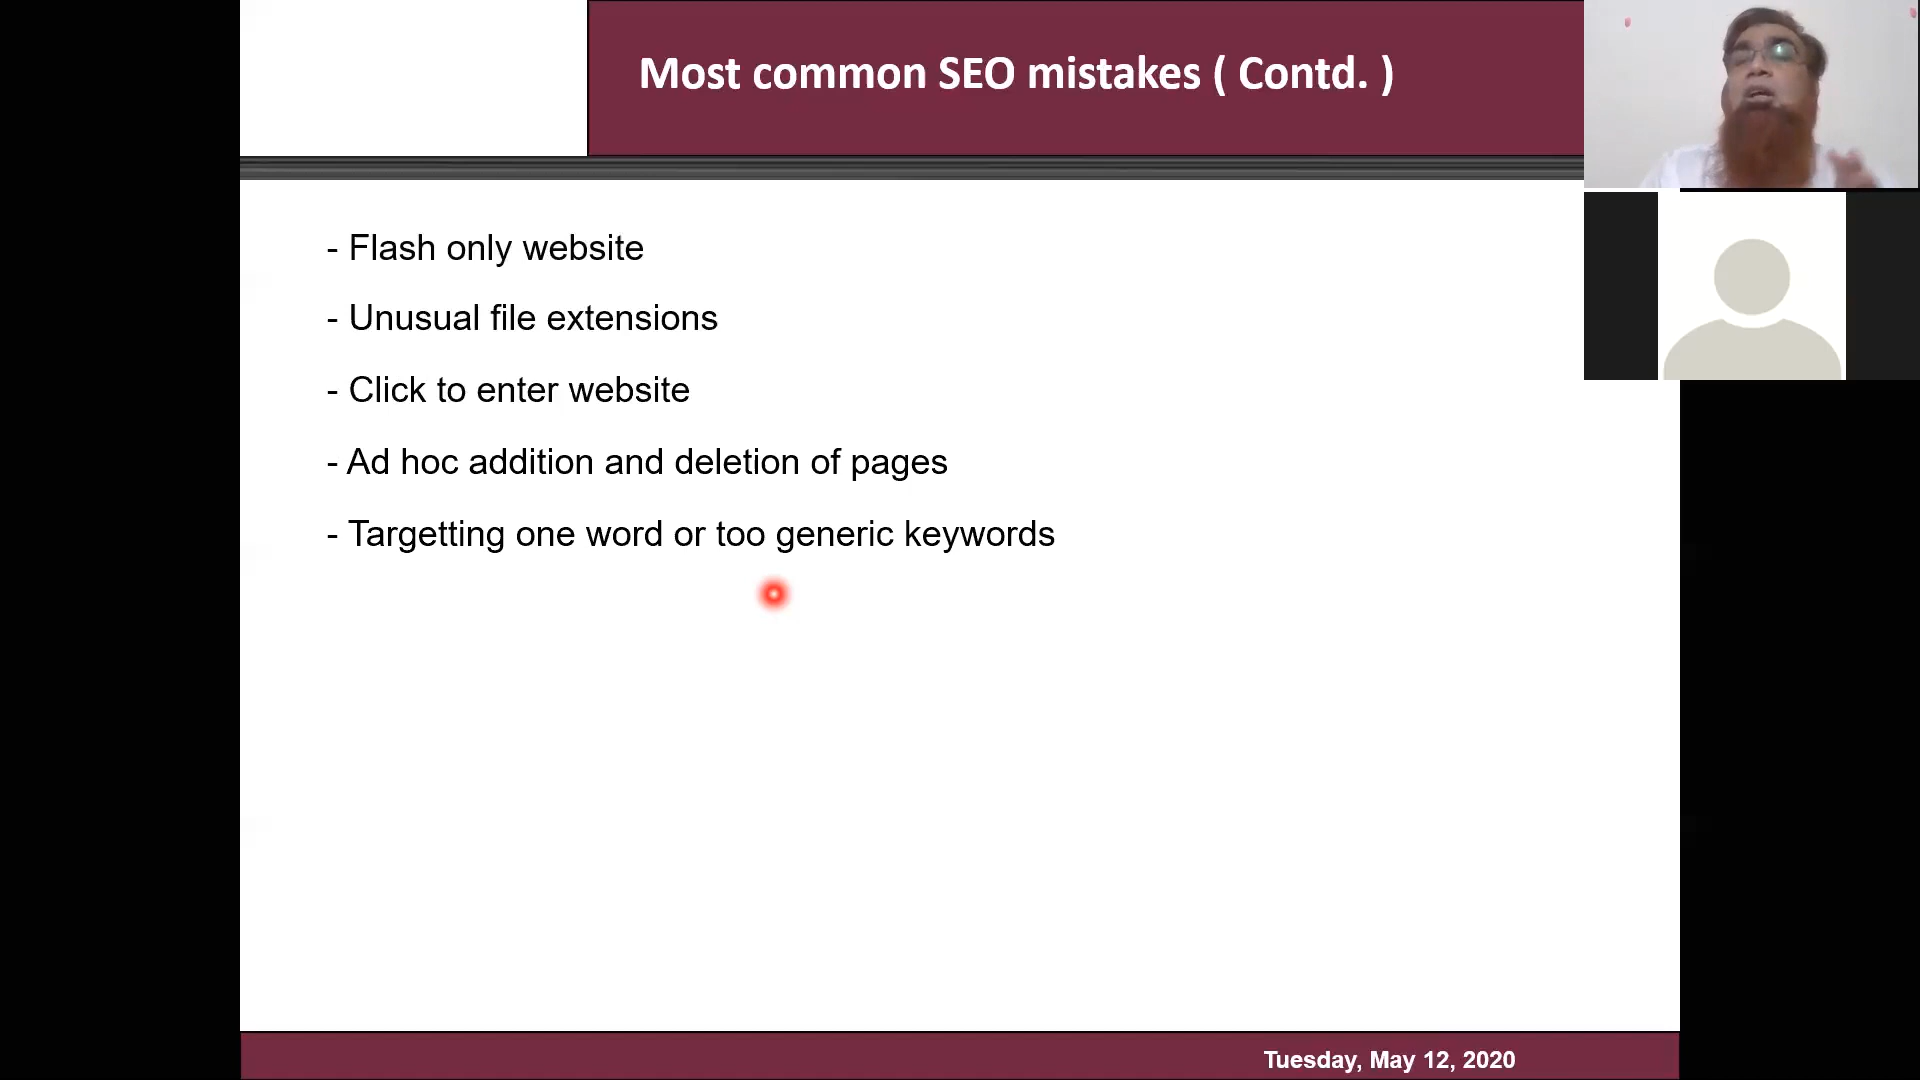 Most common SEO mistakes ( Contd. )
- Flash only website
- Unusual file extensions
- Click to enter website
- Ad hoc addition and deletion of pages
- Targetting one word or too generic keywords
Tuesday, May 12, 2020